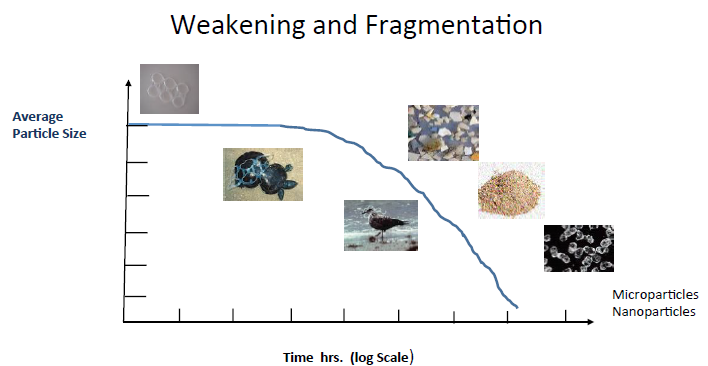 Weakening and Fragmentation
Average
Particle Size
Microparticles
Nanoparticles
Time hrs. (log Scale)